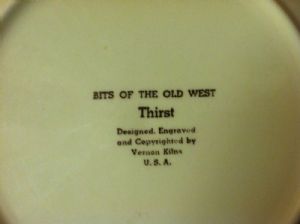 BITS OF THE OLD WEST
Thirst
Designed, Engraved
and Copyrighted by
Vernon Kilns
U. S. A.